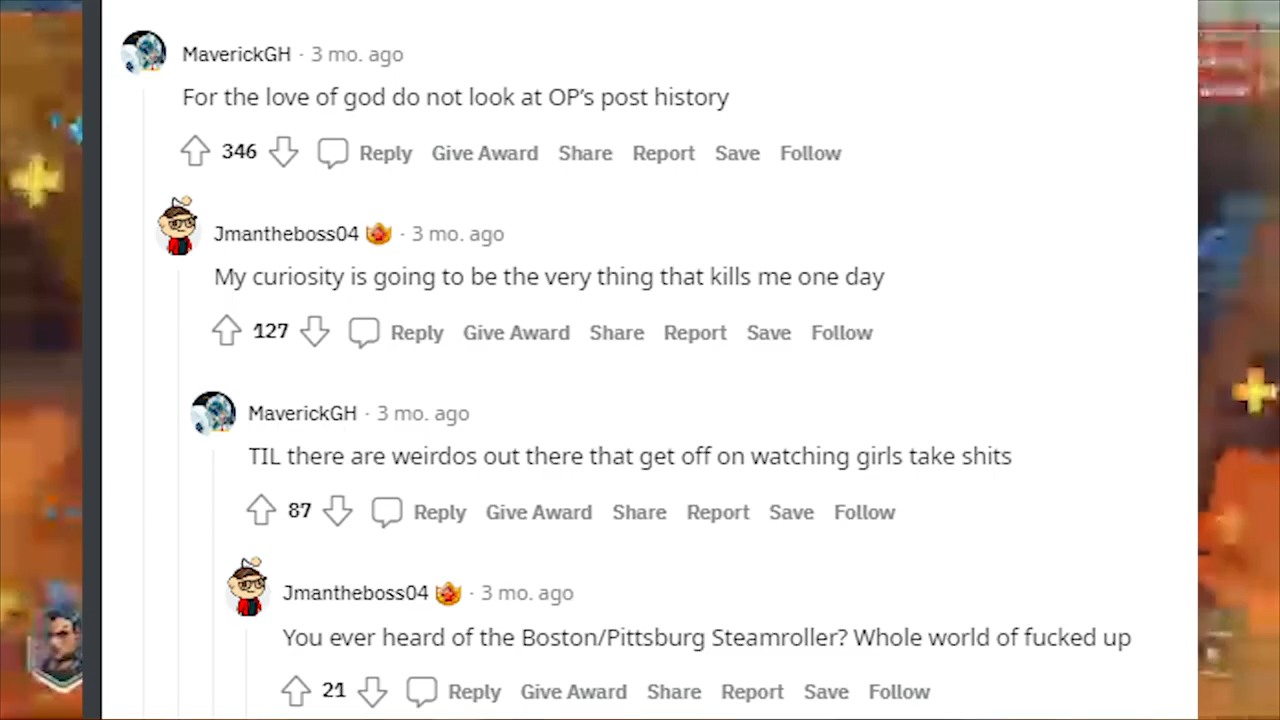 MaverickGH · 3 mo. ago
For the love of god do not look at OP’s post history
346 Reply Give Award Share Report Save Follow
Jmantheboss04 · 3 mo. ago
My curiosity is going to be the very thing that kills me one day
127 Reply Give Award Share Report Save Follow
MaverickGH · 3 mo. ago
TIL there are weirdos out there that get off on watching girls take shits
87 Reply Give Award Share Report Save Follow
Jmantheboss04 · 3 mo. ago
You ever heard of the Boston/Pittsburg Steamroller? Whole world of fucked up
21 Reply Give Award Share Report Save Follow